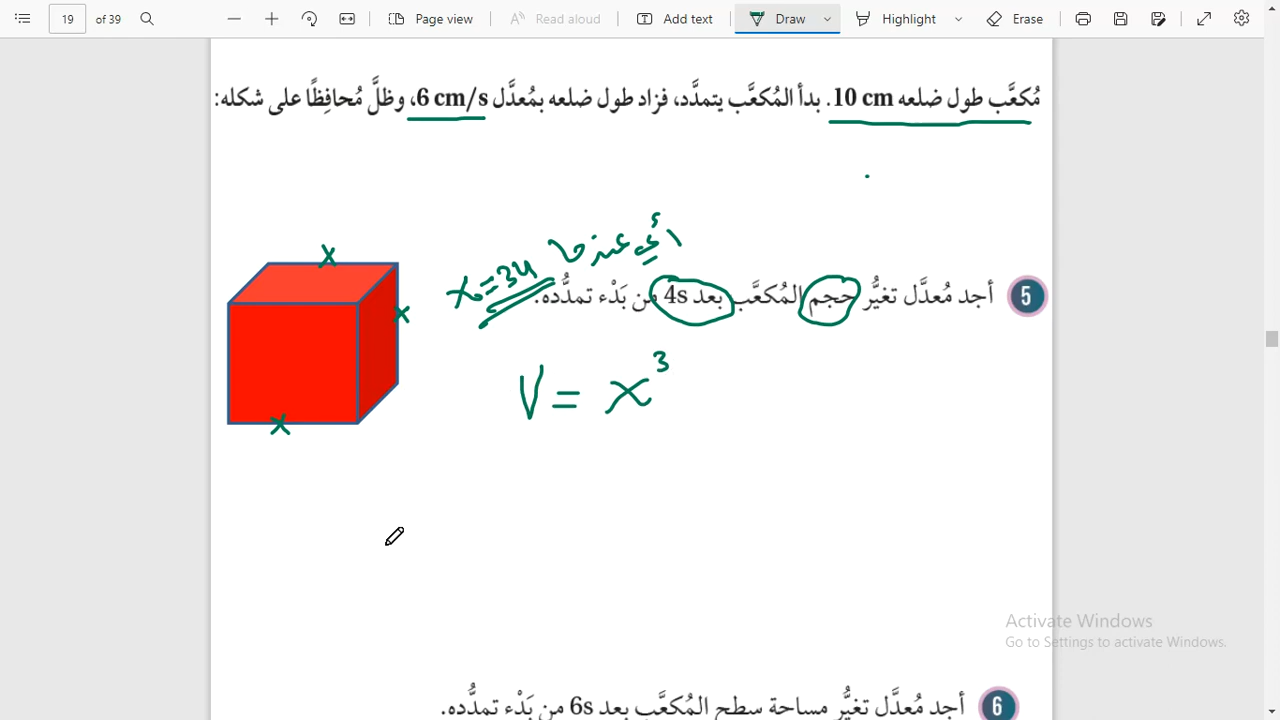 19 of 39 Page view Read aloud Add text Draw Highlight Erase
مُكعَّب طول ضلعه 10 cm. بدأ المُكعَّب يتمدَّد، فزاد طول ضلعه بمُعدَّل 6 cm/s، وظلَّ مُحافِظًا على شكله:
أي عندما
x=34
5 أجد مُعدَّل تغيُّر حجم المُكعَّب بعد 4s من بَدْء تمدُّده.
x
x
x
V = x³
Activate Windows
Go to Settings to activate Windows.
6 أجد مُعدَّل تغيُّر مساحة سطح المُكعَّب بعد 6s من بَدْء تمدُّده.